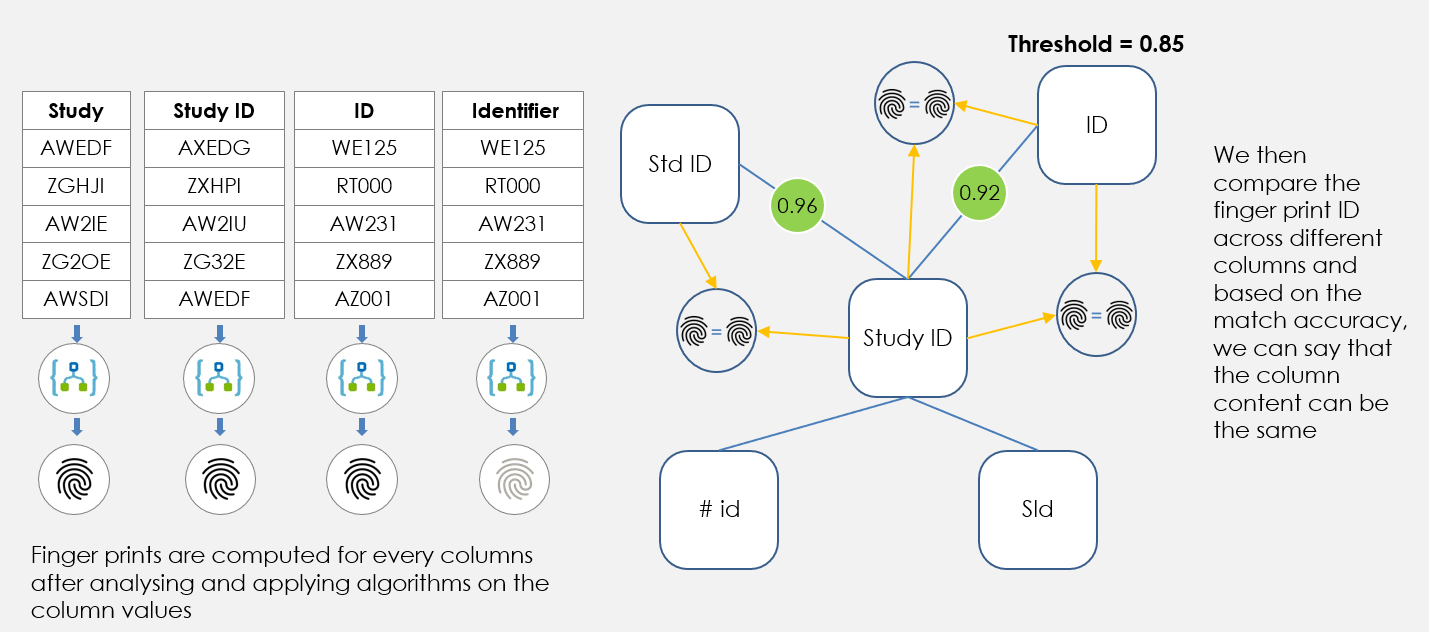 Threshold = 0.85
Study
AWEDF
ZGHJI
AW2IE
ZG2OE
AWSDI
Study ID
AXEDG
ZXHPI
AW2IU
ZG32E
AWEDF
ID
WE125
RT000
AW231
ZX889
AZ001
Identifier
WE125
RT000
AW231
ZX889
AZ001
Finger prints are computed for every columns
after analysing and applying algorithms on the
column values
Std ID
=
ID
0.96
0.92
=
Study ID
=
# id
SId
We then
compare the
finger print ID
across different
columns and
based on the
match accuracy,
we can say that
the column
content can be
the same